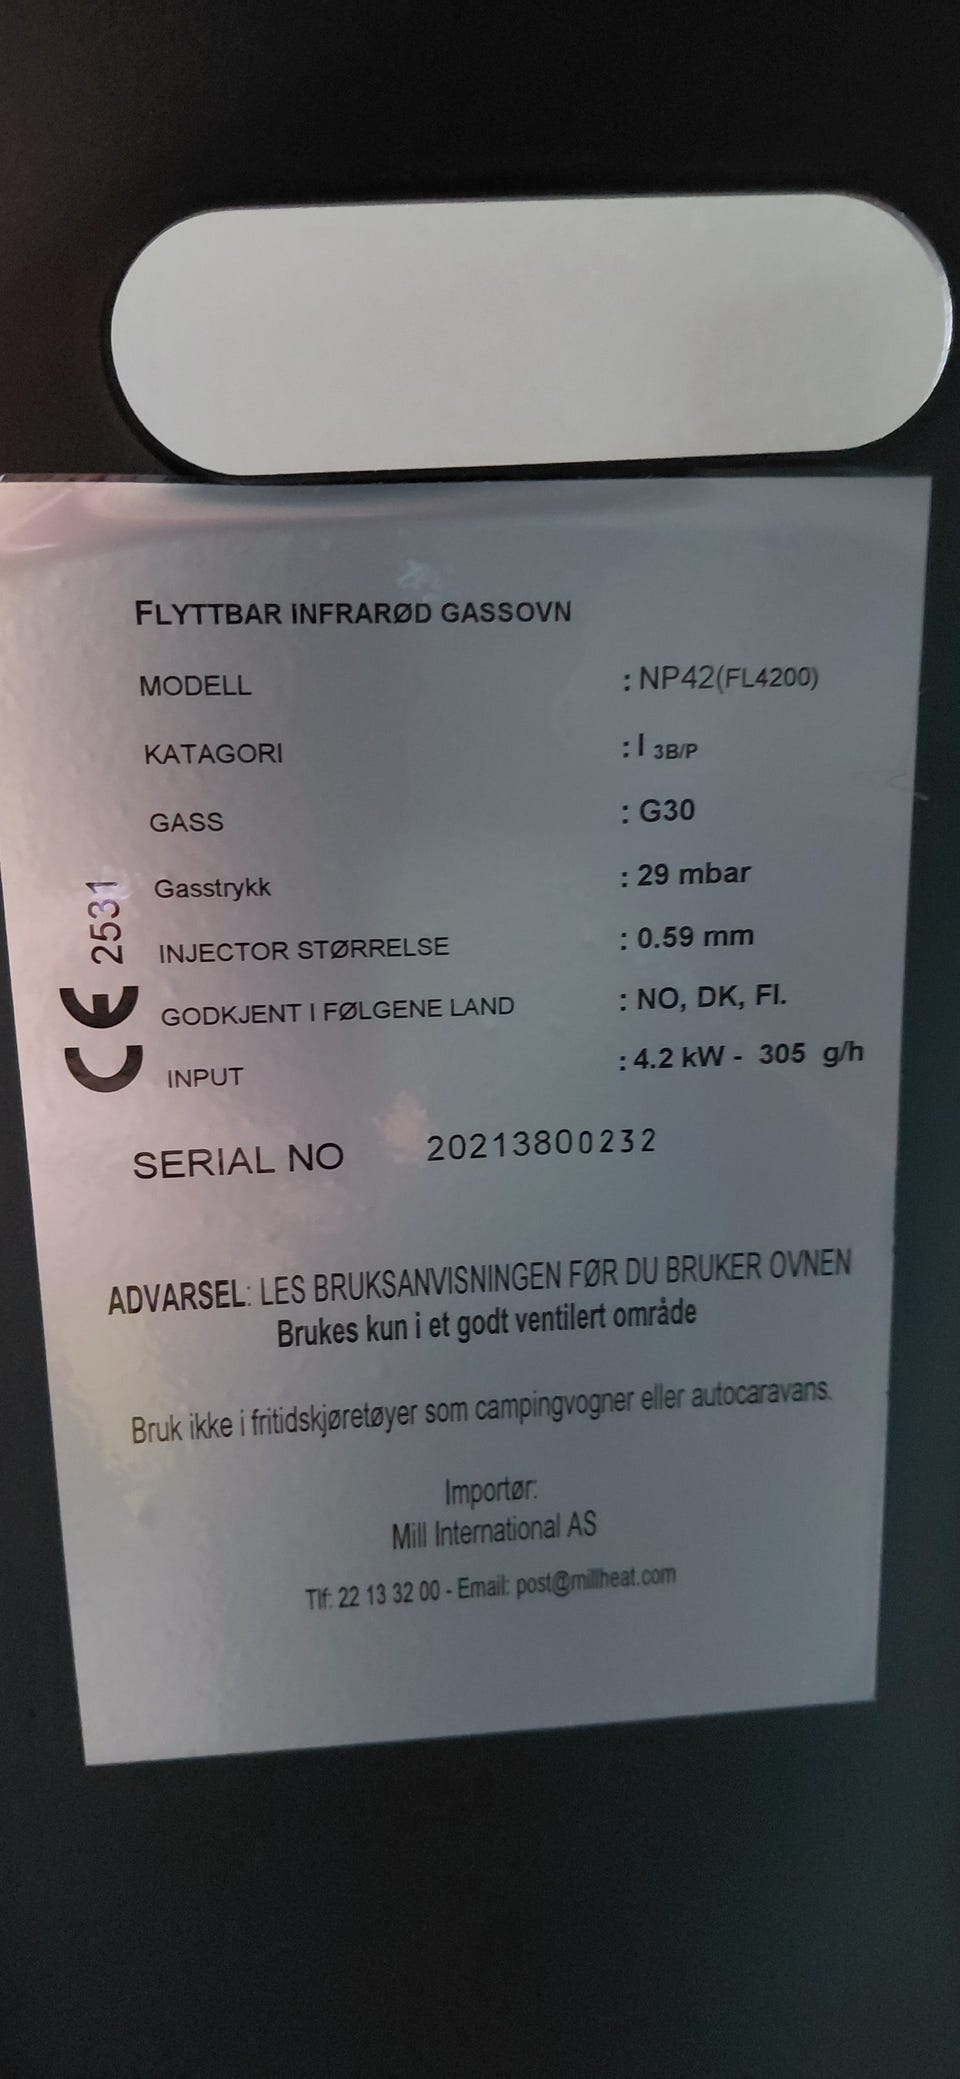 FLYTTBAR INFRARØD GASSOVN
MODELL : NP42(FL4200)
KATAGORI : I 3B/P
GASS : G30
Gasstrykk : 29 mbar
INJECTOR STØRRELSE : 0.59 mm
GODKJENT I FØLGENE LAND : NO, DK, FI.
INPUT : 4.2 kW - 305 g/h
CE 2531
SERIAL NO 20213800232
ADVARSEL: LES BRUKSANVISNINGEN FØR DU BRUKER OVNEN
Brukes kun i et godt ventilert område
Bruk ikke i fritidskjøretøyer som campingvogner eller autocaravans.
Importør:
Mill International AS
Tlf: 22 13 32 00 - Email: post@millheat.com